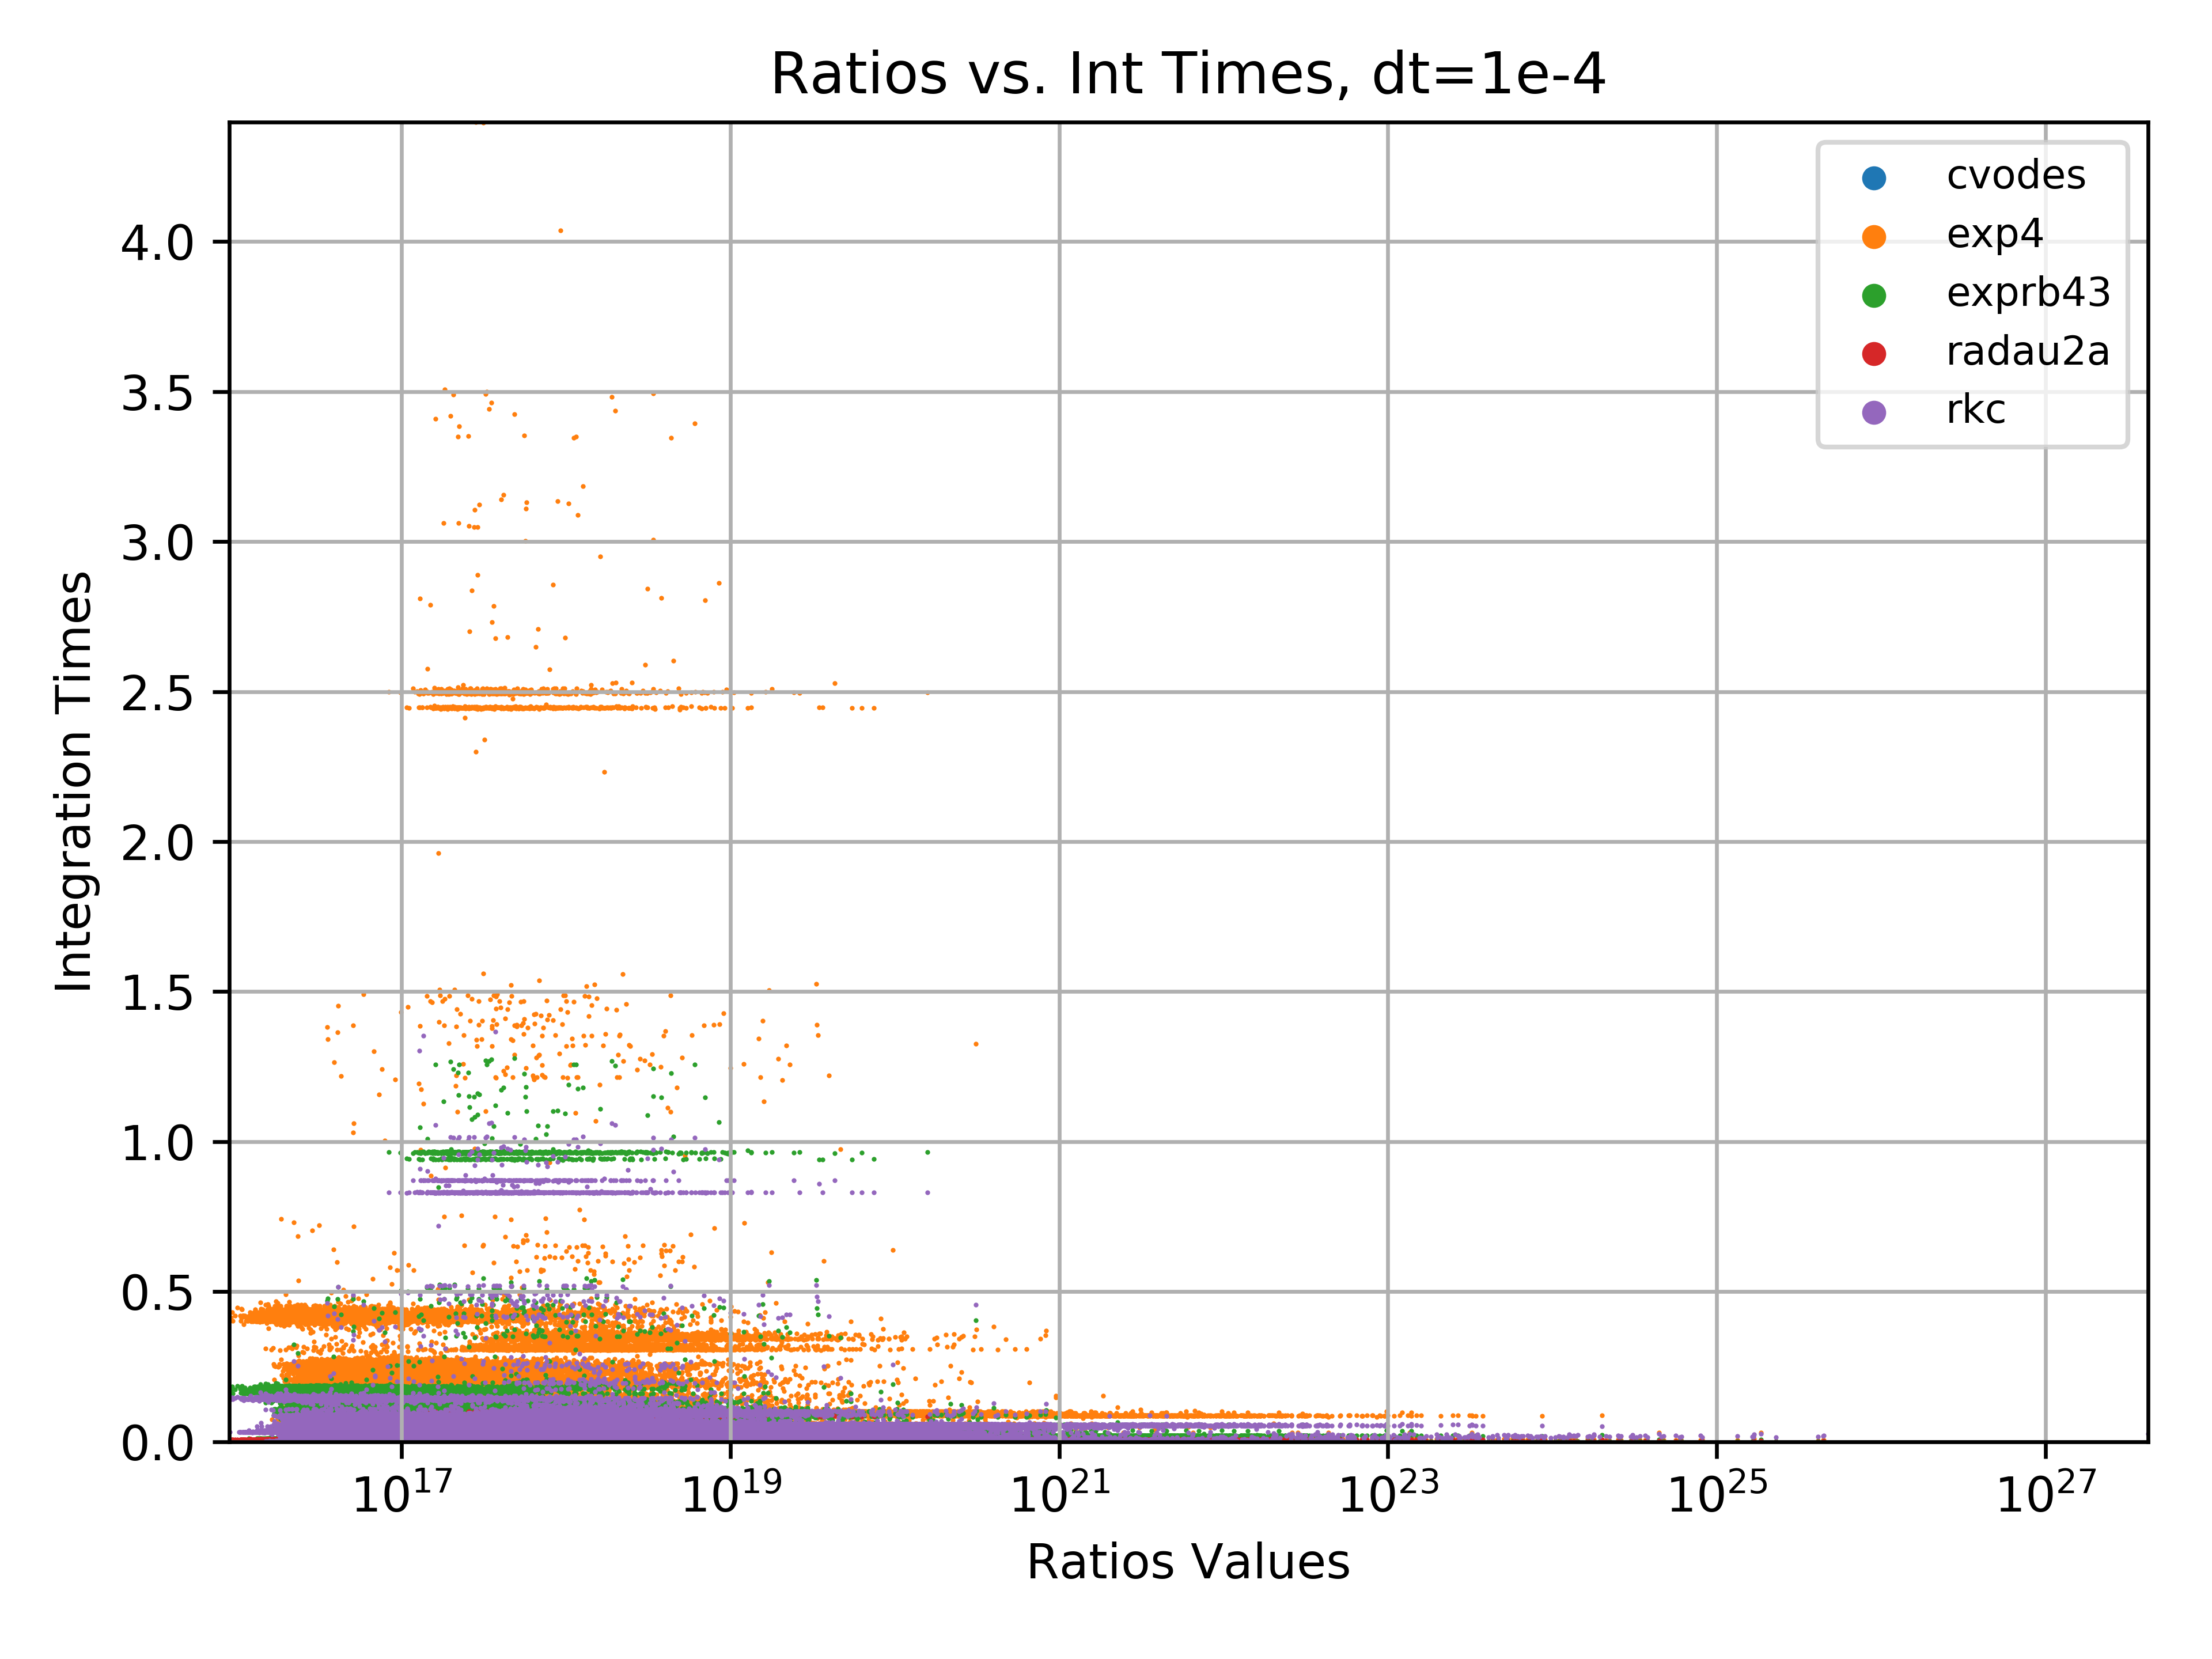 Ratios vs. Int Times, dt=1e-4
cvodes
exp4
exprb43
radau2a
rkc
Integration Times
4.0
3.5
3.0
2.5
2.0
1.5
1.0
0.5
0.0
10^17 10^19 10^21 10^23 10^25 10^27
Ratios Values